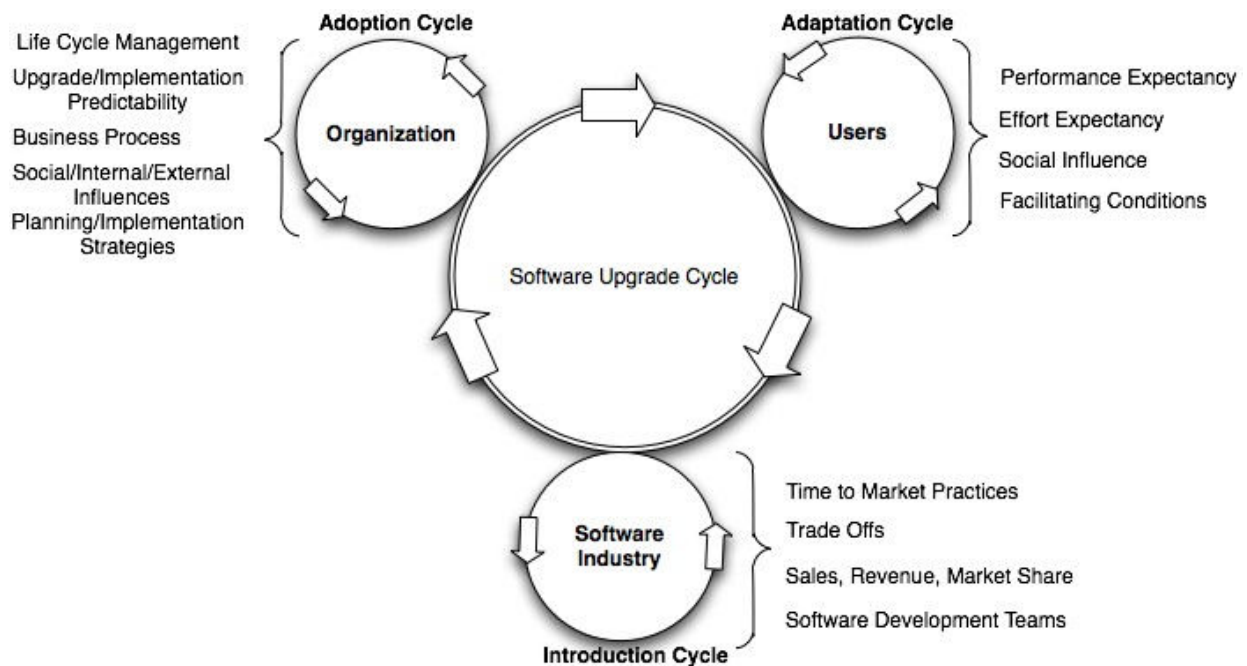 Adoption Cycle
Life Cycle Management
Upgrade/Implementation
Predictability
Business Process
Social/Internal/External
Influences
Planning/Implementation
Strategies
Organization
Adaptation Cycle
Users
Performance Expectancy
Effort Expectancy
Social Influence
Facilitating Conditions
Software Upgrade Cycle
Software
Industry
Time to Market Practices
Trade Offs
Sales, Revenue, Market Share
Software Development Teams
Introduction Cycle